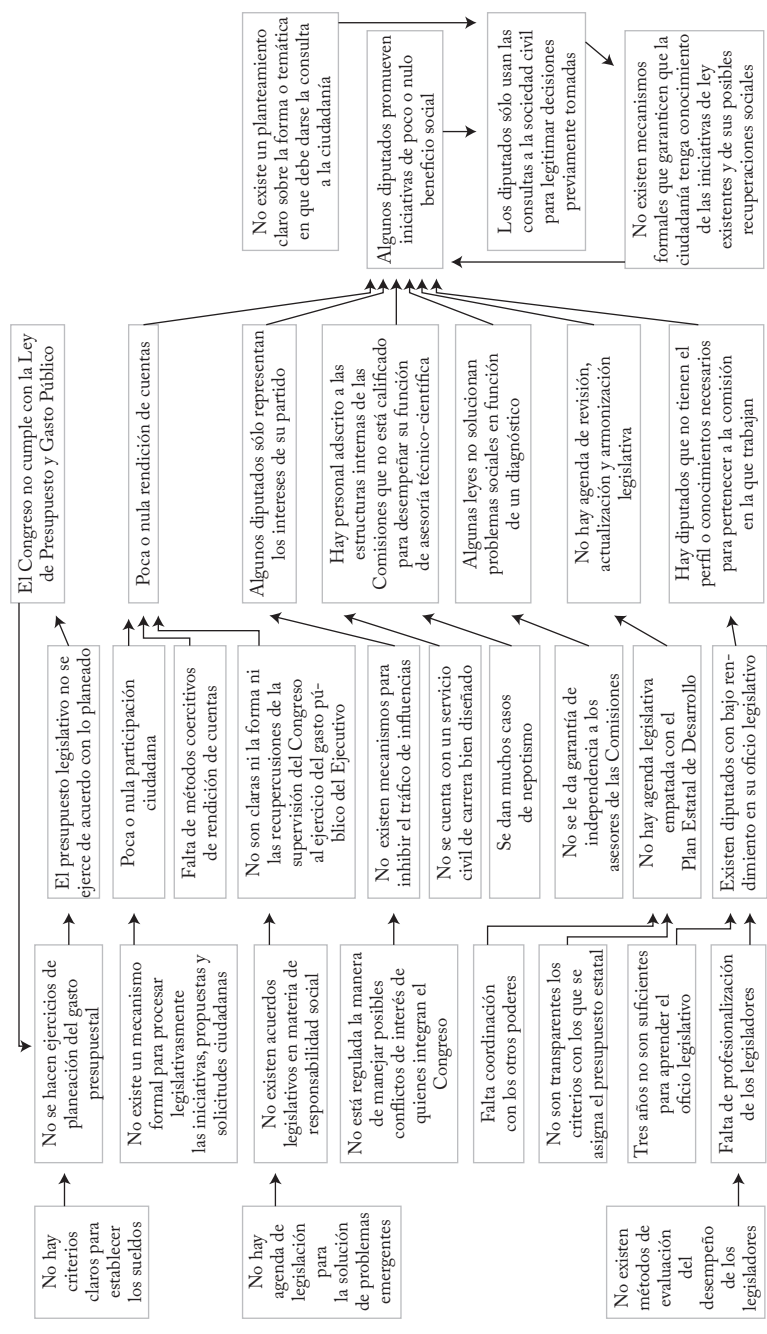 No hay
criterios
claros para
establecer
los sueldos
No hay
agenda de
legislación
para
la solución
de problemas
emergentes
No existen
métodos de
evaluación
del
desempeño
de los
legisladores
No se hacen ejercicios de
planeación del gasto
presupuestal
No existe un mecanismo
formal para procesar
legislativasmente
las iniciativas, propuestas y
solicitudes ciudadanas
No existen acuerdos
legislativos en materia de
responsabilidad social
No está regulada la manera
de manejar posibles
conflictos de interés de
quienes integran el
Congreso
Falta coordinación
con los otros poderes
No son transparentes los
criterios con los que se
asigna el presupuesto estatal
Tres años no son suficientes
para aprender el
oficio legislativo
Falta de profesionalización
de los legisladores
El presupuesto legislativo no se
ejerce de acuerdo con lo planeado
Poca o nula participación
ciudadana
Falta de métodos coercitivos
de rendición de cuentas
No son claras ni la forma ni
las recupercusiones de la
supervisión del Congreso
al ejercicio del gasto pú-
blico del Ejecutivo
No existen mecanismos para
inhibir el tráfico de influencias
No se cuenta con un servicio
civil de carrera bien diseñado
Se dan muchos casos
de nepotismo
No se le da garantía de
independencia a los
asesores de las Comisiones
No hay agenda legislativa
empatada con el
Plan Estatal de Desarrollo
Existen diputados con bajo ren-
dimiento en su oficio legislativo
El Congreso no cumple con la Ley
de Presupuesto y Gasto Público
Poca o nula rendición de cuentas
Algunos diputados sólo representan
los intereses de su partido
Hay personal adscrito a las
estructuras internas de las
Comisiones que no está calificado
para desempeñar su función
de asesoría técnico-científica
Algunas leyes no solucionan
problemas sociales en función
de un diagnóstico
No hay agenda de revisión,
actualización y armonización
legislativa
Hay diputados que no tienen el
perfil o conocimientos necesarios
para pertenecer a la comisión
en la que trabajan
No existe un planteamiento
claro sobre la forma o temática
en que debe darse la consulta
a la ciudadanía
Algunos diputados promueven
iniciativas de poco o nulo
beneficio social
Los diputados sólo usan las
consultas a la sociedad civil
para legitimar decisiones
previamente tomadas
No existen mecanismos
formales que garanticen que la
ciudadanía tenga conocimiento
de las iniciativas de ley
existentes y de sus posibles
recuperaciones sociales